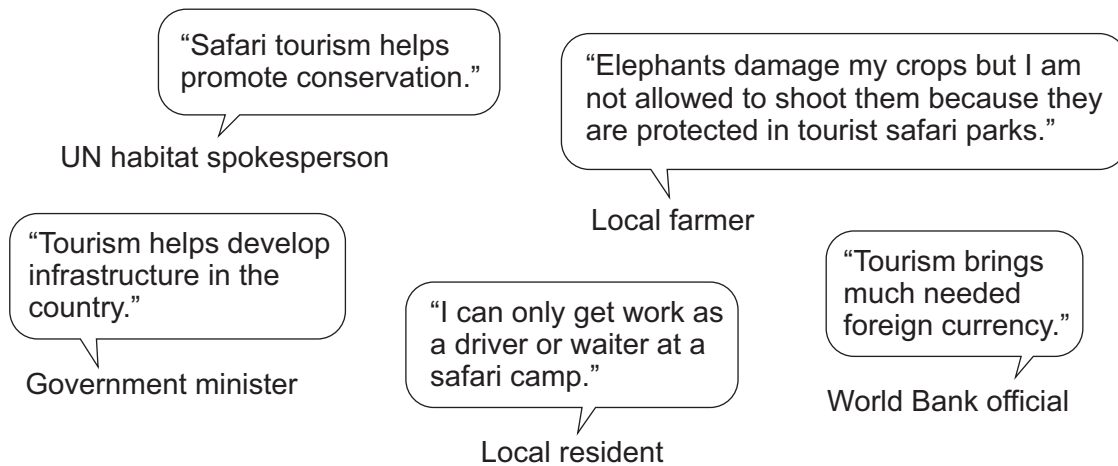 “Safari tourism helps
promote conservation.”
UN habitat spokesperson
“Elephants damage my crops but I am
not allowed to shoot them because they
are protected in tourist safari parks.”
Local farmer
“Tourism helps develop
infrastructure in the
country.”
Government minister
“I can only get work as
a driver or waiter at a
safari camp.”
Local resident
“Tourism brings
much needed
foreign currency.”
World Bank official